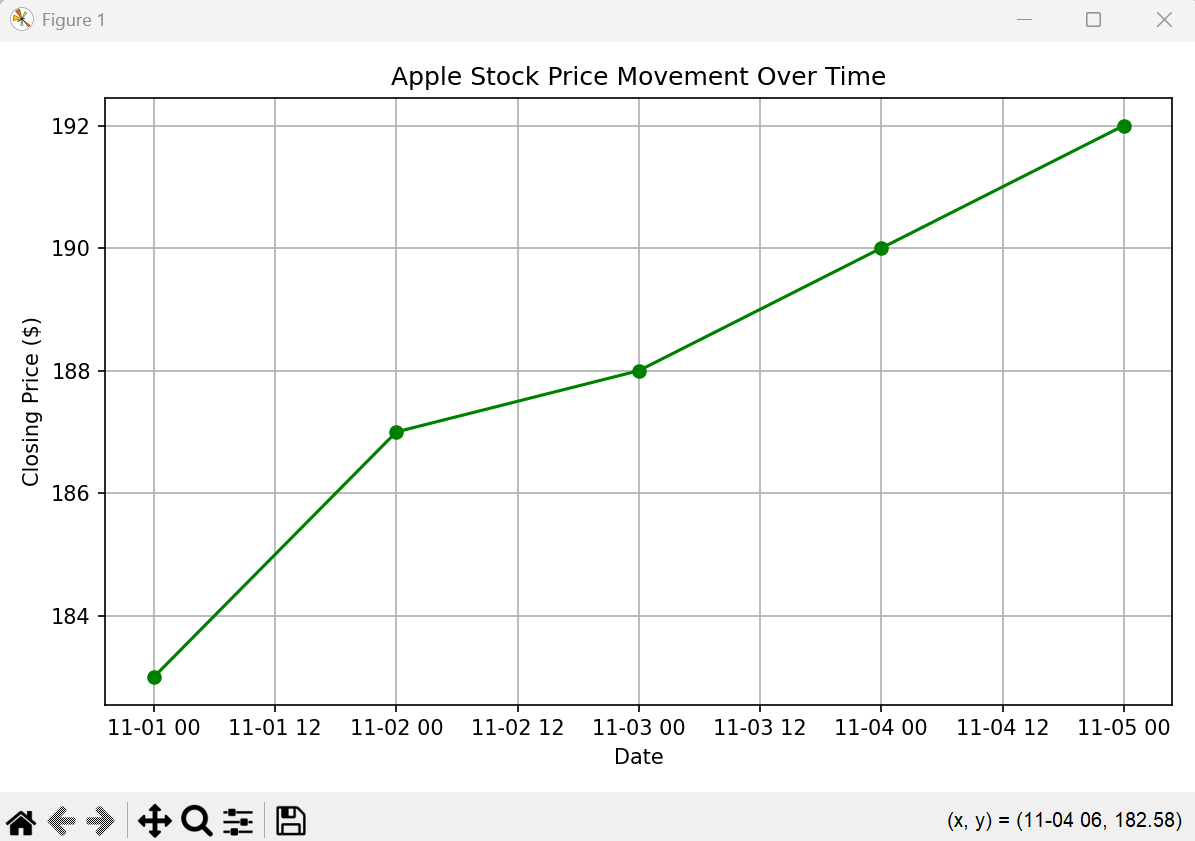 Figure 1
Apple Stock Price Movement Over Time
192
190
188
186
184
Closing Price ($)
11-01 00 11-01 12 11-02 00 11-02 12 11-03 00 11-03 12 11-04 00 11-04 12 11-05 00
Date
(x, y) = (11-04 06, 182.58)